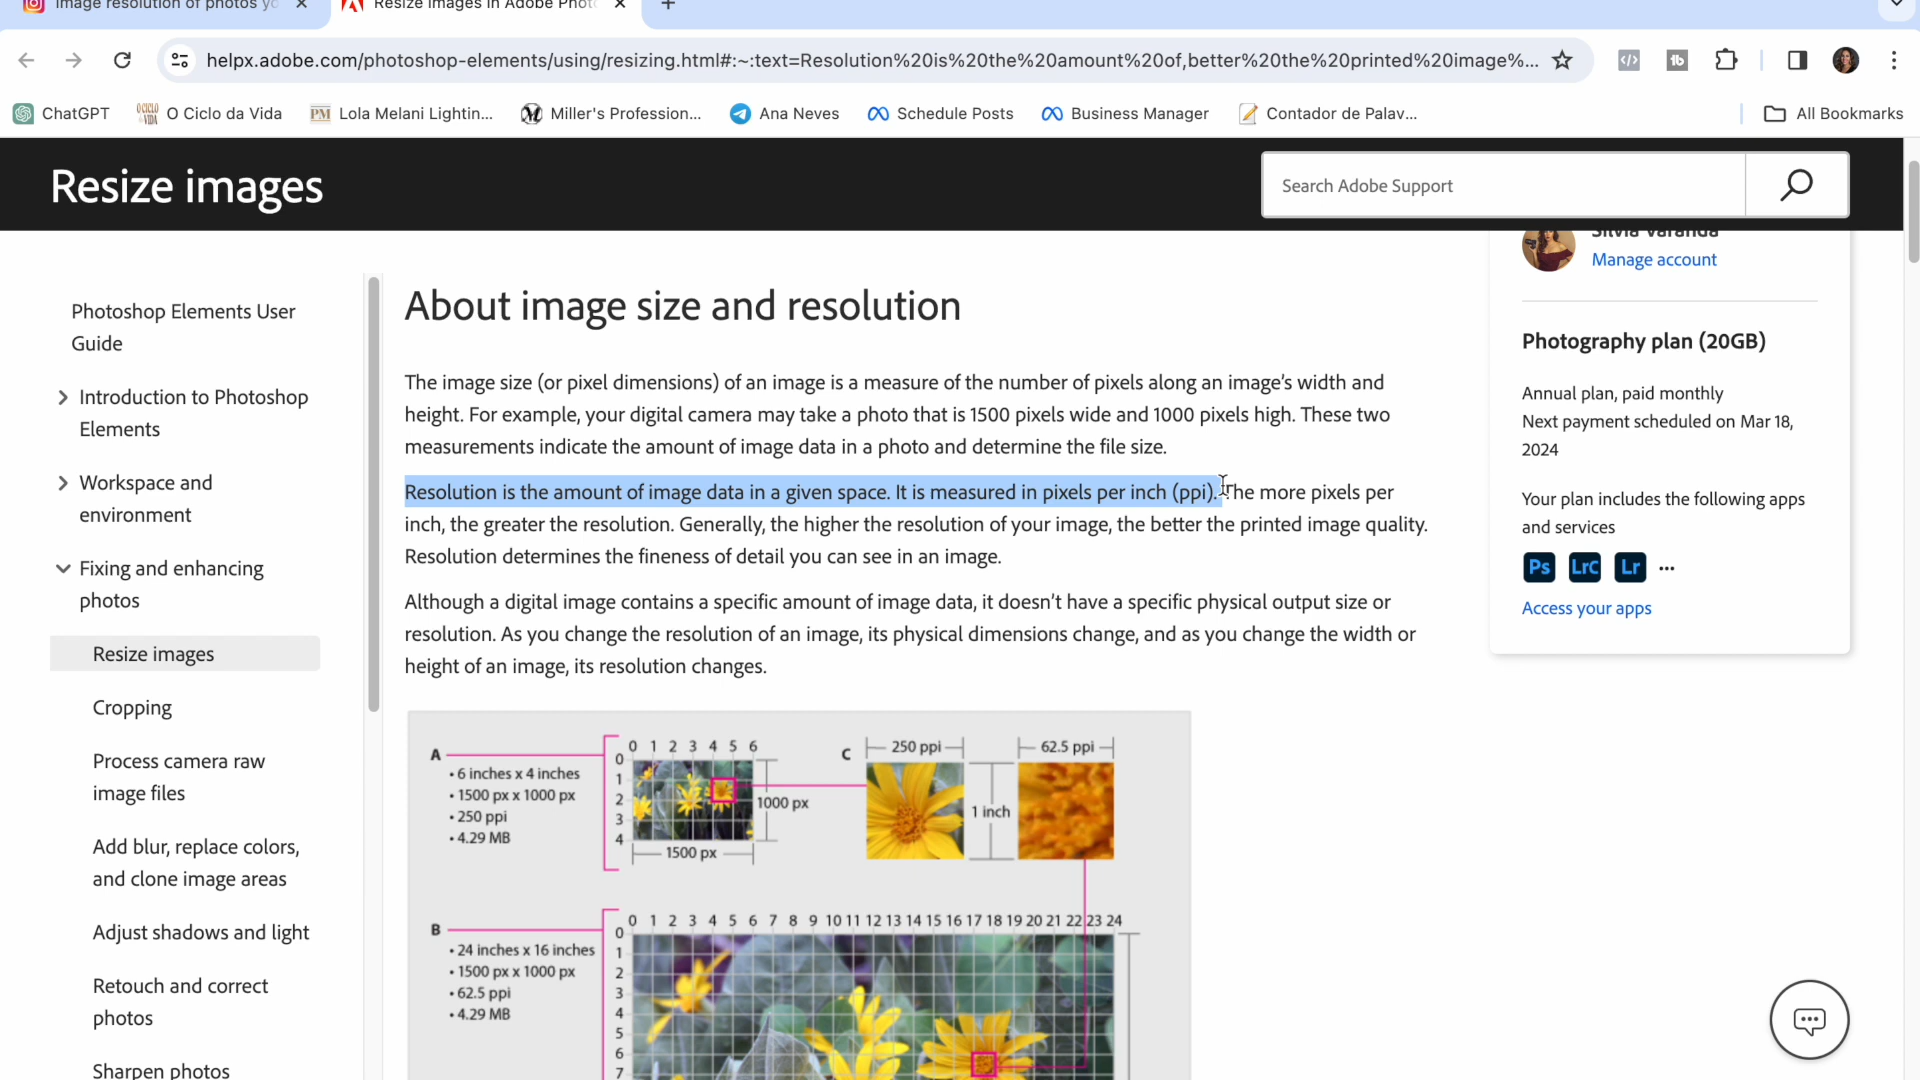 Image resolution of photos yo
Resize images in Adobe Phot
helpx.adobe.com/photoshop-elements/using/resizing.html#:~:text=Resolution%20is%20the%20amount%20of,better%20the%20printed%20image%...
ChatGPT
O Ciclo da Vida
Lola Melani Lightin...
Miller's Profession...
Ana Neves
Schedule Posts
Business Manager
Contador de Palav...
All Bookmarks
Resize images
Search Adobe Support
Silvia Varanda
Manage account
Photography plan (20GB)
Annual plan, paid monthly
Next payment scheduled on Mar 18,
2024
Your plan includes the following apps
and services
Ps LrC Lr ...
Access your apps
Photoshop Elements User
Guide
Introduction to Photoshop
Elements
Workspace and
environment
Fixing and enhancing
photos
Resize images
Cropping
Process camera raw
image files
Add blur, replace colors,
and clone image areas
Adjust shadows and light
Retouch and correct
photos
Sharpen photos
About image size and resolution
The image size (or pixel dimensions) of an image is a measure of the number of pixels along an image's width and
height. For example, your digital camera may take a photo that is 1500 pixels wide and 1000 pixels high. These two
measurements indicate the amount of image data in a photo and determine the file size.
Resolution is the amount of image data in a given space. It is measured in pixels per inch (ppi). The more pixels per
inch, the greater the resolution. Generally, the higher the resolution of your image, the better the printed image quality.
Resolution determines the fineness of detail you can see in an image.
Although a digital image contains a specific amount of image data, it doesn't have a specific physical output size or
resolution. As you change the resolution of an image, its physical dimensions change, and as you change the width or
height of an image, its resolution changes.
A
• 6 inches x 4 inches
• 1500 px x 1000 px
• 250 ppi
• 4.29 MB
0 1 2 3 4 5 6
0
1
2
3
4
1000 px
1500 px
C
250 ppi
1 inch
62.5 ppi
B
• 24 inches x 16 inches
• 1500 px x 1000 px
• 62.5 ppi
• 4.29 MB
0 1 2 3 4 5 6 7 8 9 10 11 12 13 14 15 16 17 18 19 20 21 22 23 24
0
1
2
3
4
5
6
7